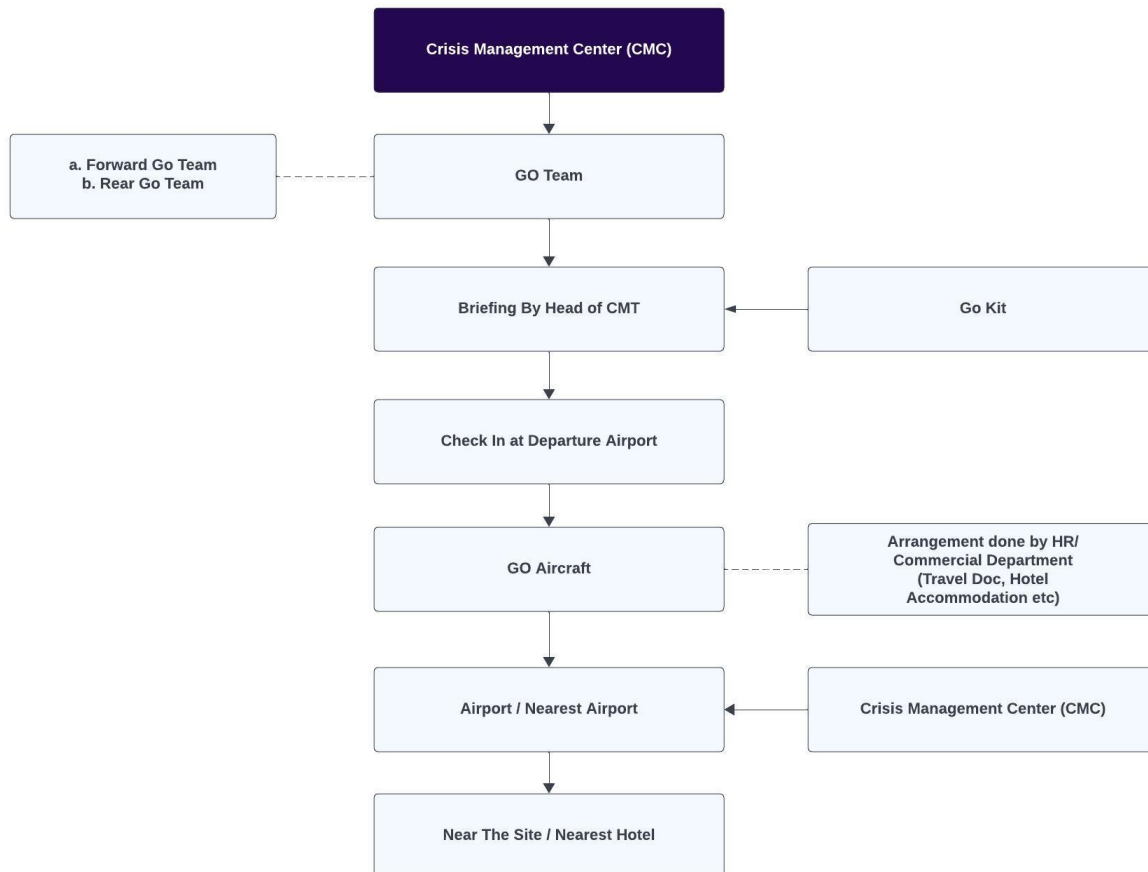 Crisis Management Center (CMC)
a. Forward Go Team
b. Rear Go Team
GO Team
Briefing By Head of CMT
Go Kit
Check In at Departure Airport
GO Aircraft
Arrangement done by HR/
Commercial Department
(Travel Doc, Hotel
Accommodation etc)
Airport / Nearest Airport
Crisis Management Center (CMC)
Near The Site / Nearest Hotel